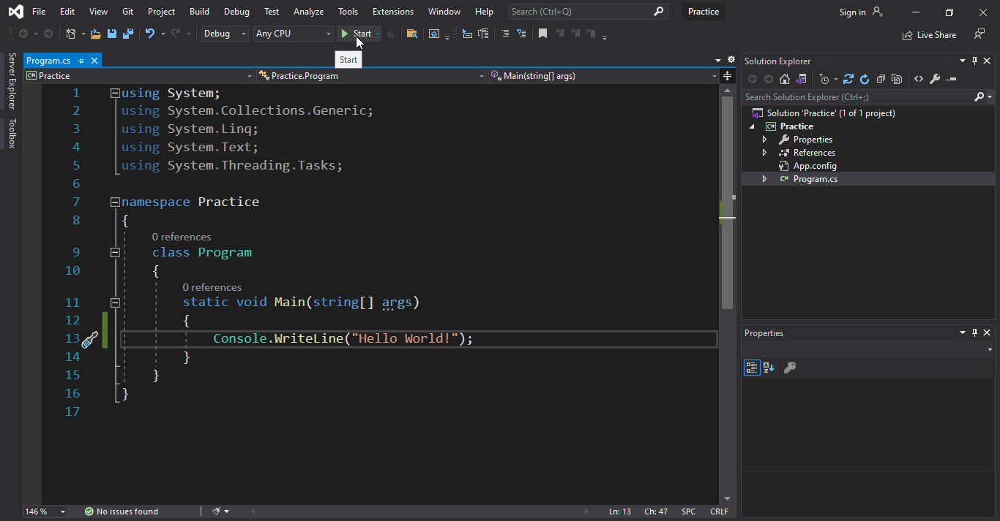 File Edit View Git Project Build Debug Test Analyze Tools Extensions Window Help Search (Ctrl+Q) Practice Sign in
Debug Any CPU Start Live Share
Start
Server Explorer
Toolbox
Program.cs
C# Practice Practice.Program Main(string[] args)
1 using System;
2 using System.Collections.Generic;
3 using System.Linq;
4 using System.Text;
5 using System.Threading.Tasks;
6
7 namespace Practice
8 {
0 references
9 class Program
10 {
0 references
11 static void Main(string[] args)
12 {
13 Console.WriteLine("Hello World!");
14 }
15 }
16 }
17
146 % No issues found Ln: 13 Ch: 47 SPC CRLF
Solution Explorer
Search Solution Explorer (Ctrl+;)
Solution 'Practice' (1 of 1 project)
C# Practice
Properties
References
App.config
C# Program.cs
Properties